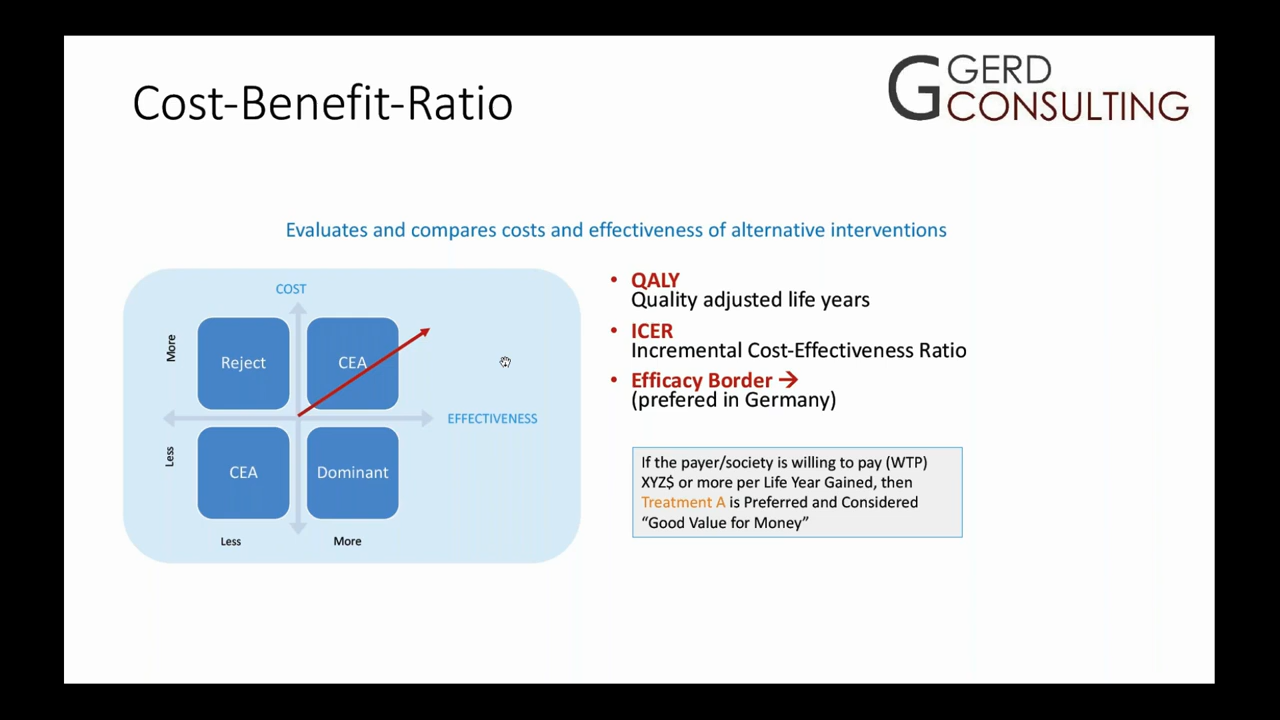 Cost-Benefit-Ratio
GERD
CONSULTING
Evaluates and compares costs and effectiveness of alternative interventions
COST
More
Reject
CEA
EFFECTIVENESS
Less
CEA
Dominant
Less
More
• QALY
Quality adjusted life years
• ICER
Incremental Cost-Effectiveness Ratio
• Efficacy Border →
(prefered in Germany)
If the payer/society is willing to pay (WTP)
XYZ$ or more per Life Year Gained, then
Treatment A is Preferred and Considered
“Good Value for Money”